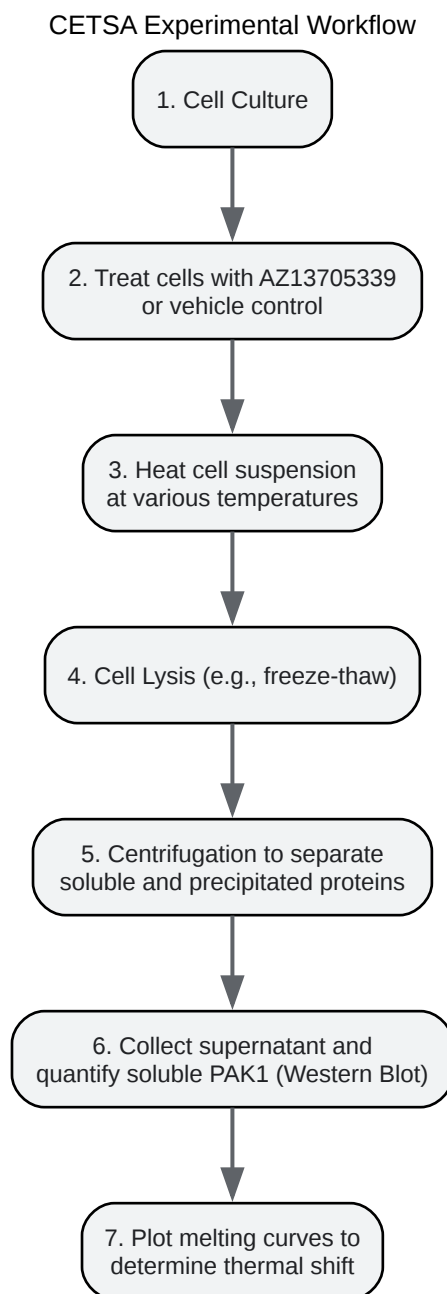 CETSA Experimental Workflow
1. Cell Culture
2. Treat cells with AZ13705339
or vehicle control
3. Heat cell suspension
at various temperatures
4. Cell Lysis (e.g., freeze-thaw)
5. Centrifugation to separate
soluble and precipitated proteins
6. Collect supernatant and
quantify soluble PAK1 (Western Blot)
7. Plot melting curves to
determine thermal shift